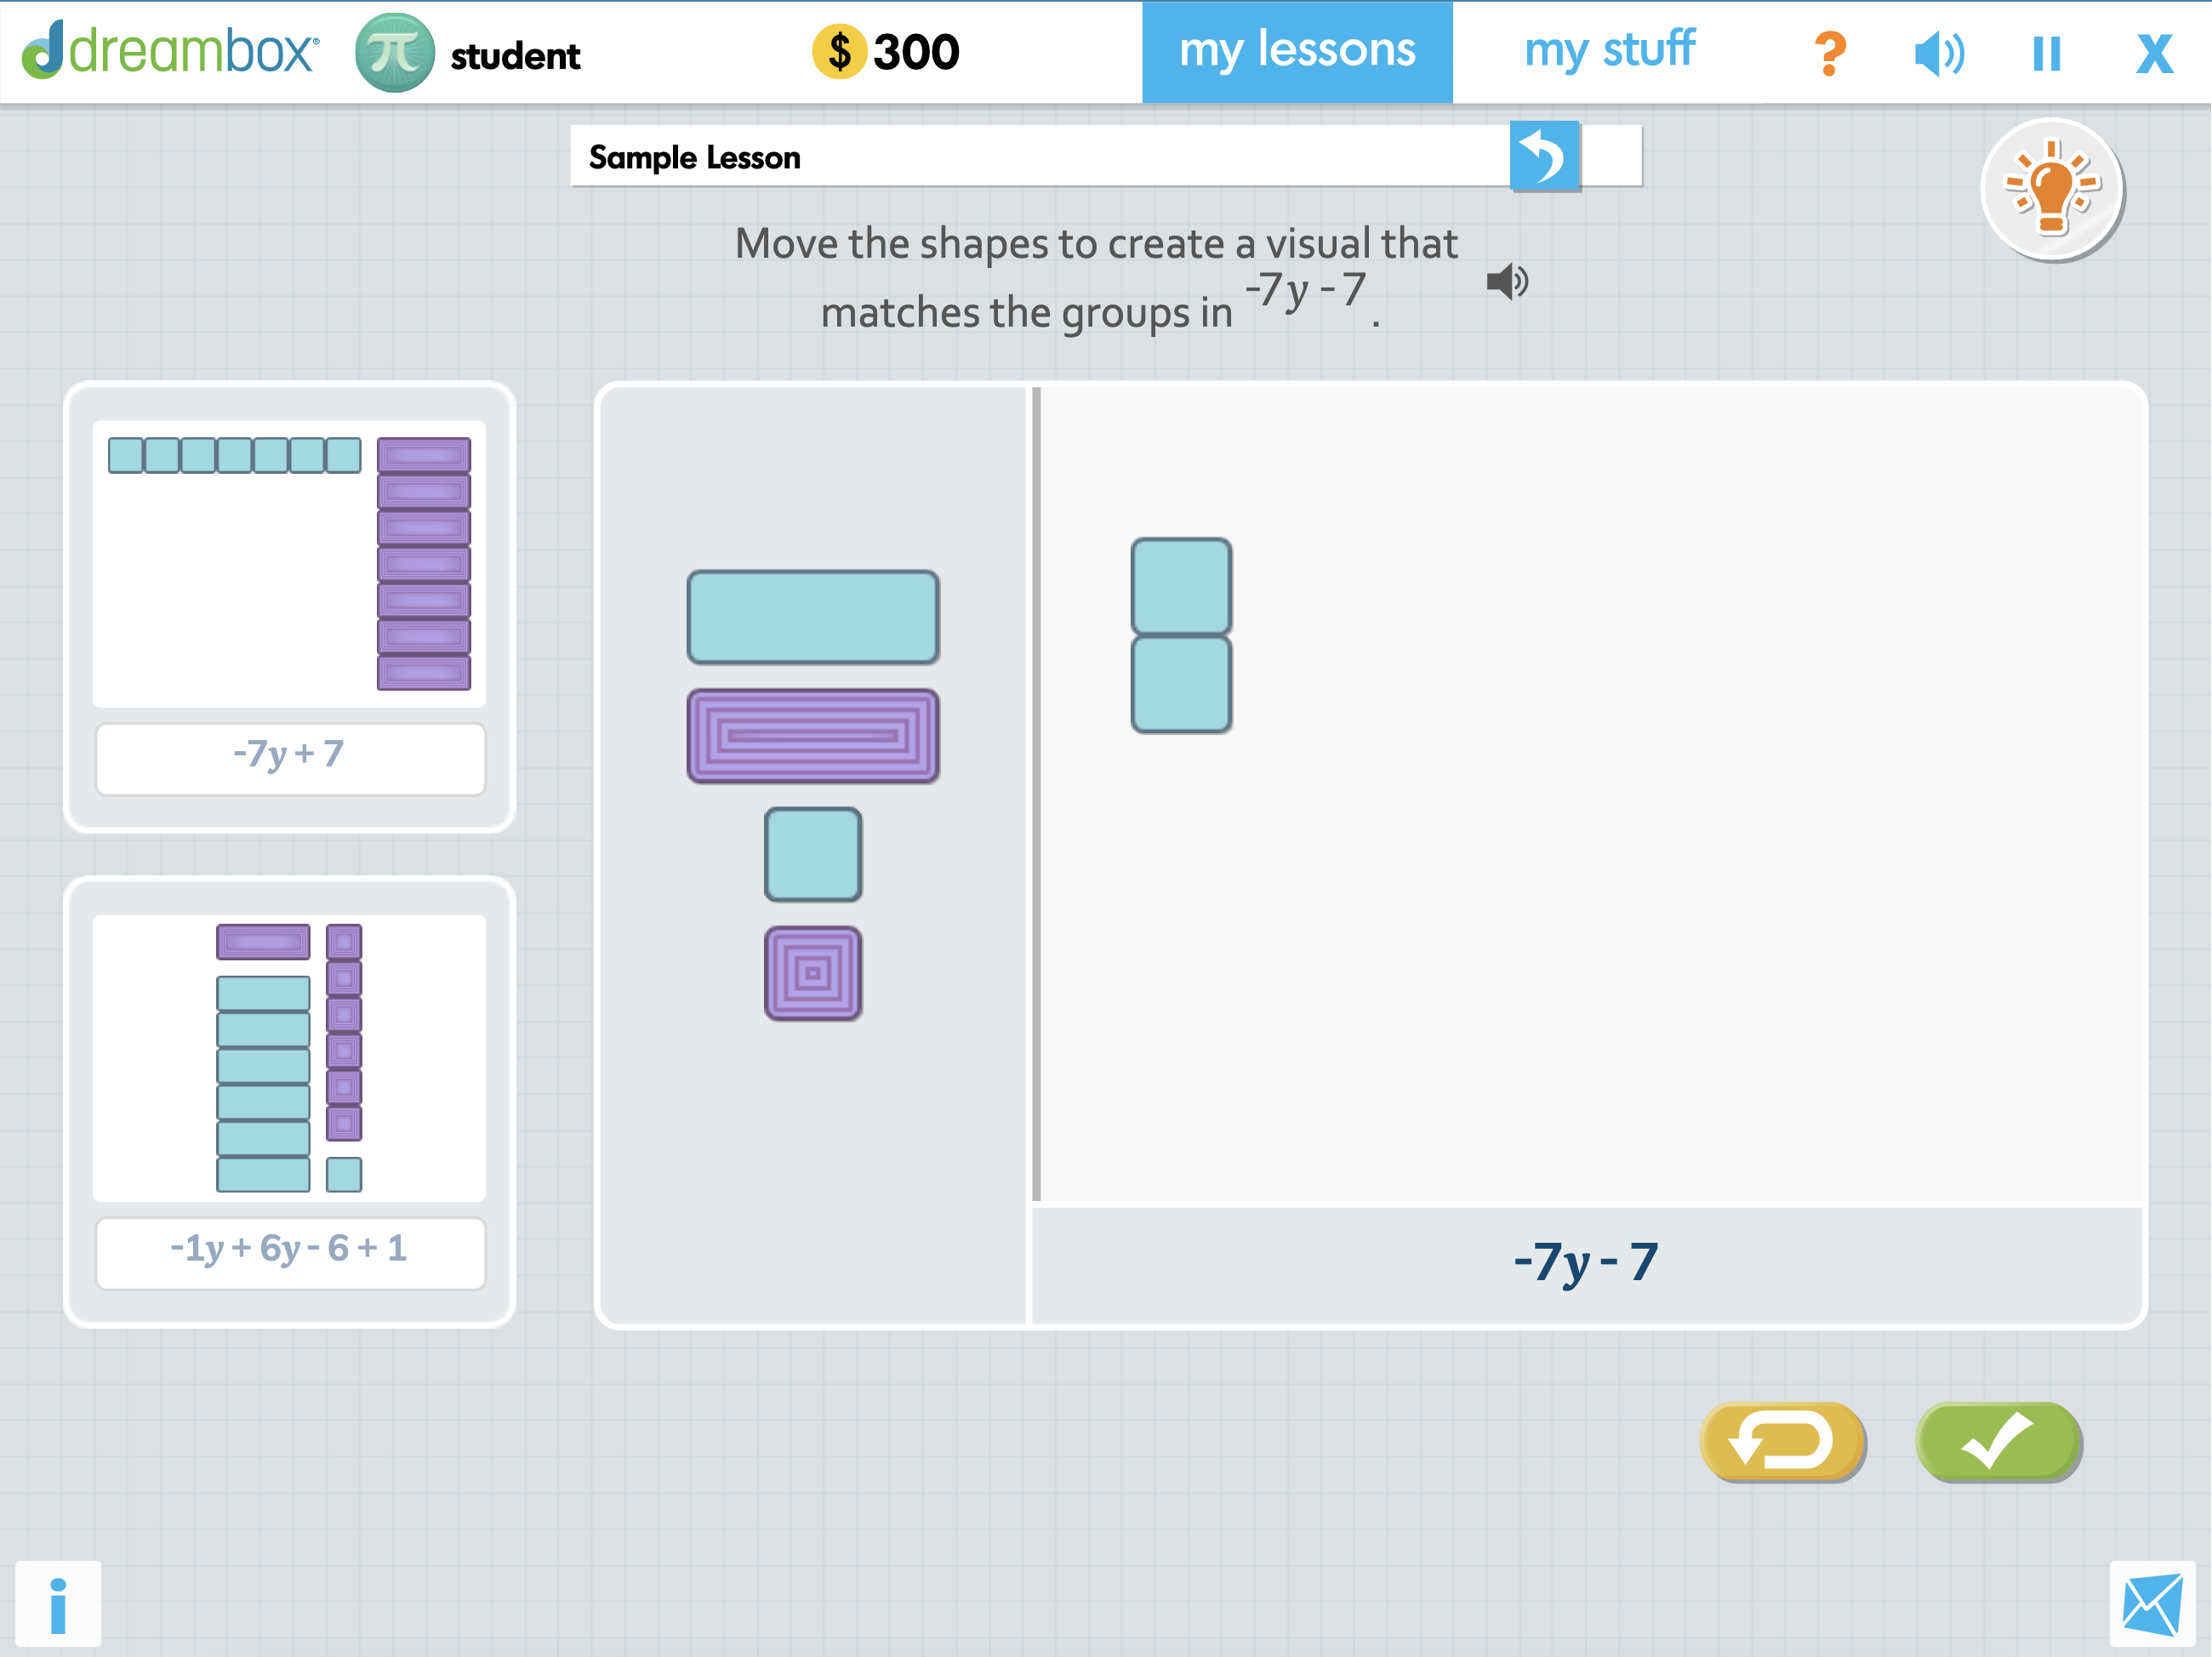 dreambox®
student
$ 300
my lessons
my stuff
?
X
Sample Lesson
Move the shapes to create a visual that
matches the groups in -7y - 7 .
-7y + 7
-1y + 6y - 6 + 1
-7y - 7
i